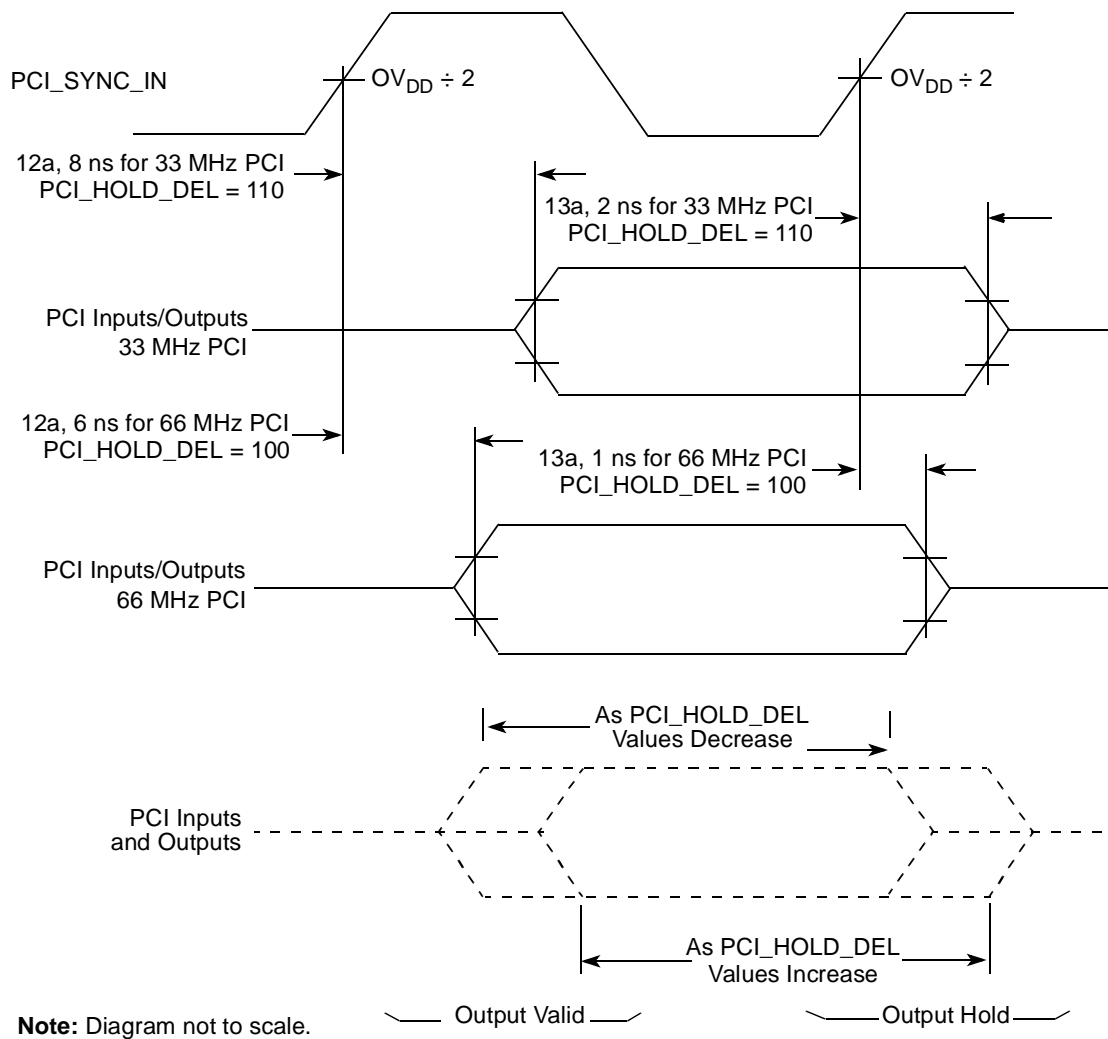 PCI_SYNC_IN
OVDD ÷ 2
OVDD ÷ 2
12a, 8 ns for 33 MHz PCI
PCI_HOLD_DEL = 110
13a, 2 ns for 33 MHz PCI
PCI_HOLD_DEL = 110
PCI Inputs/Outputs
33 MHz PCI
12a, 6 ns for 66 MHz PCI
PCI_HOLD_DEL = 100
13a, 1 ns for 66 MHz PCI
PCI_HOLD_DEL = 100
PCI Inputs/Outputs
66 MHz PCI
As PCI_HOLD_DEL
Values Decrease
PCI Inputs
and Outputs
As PCI_HOLD_DEL
Values Increase
Note: Diagram not to scale.
Output Valid
Output Hold